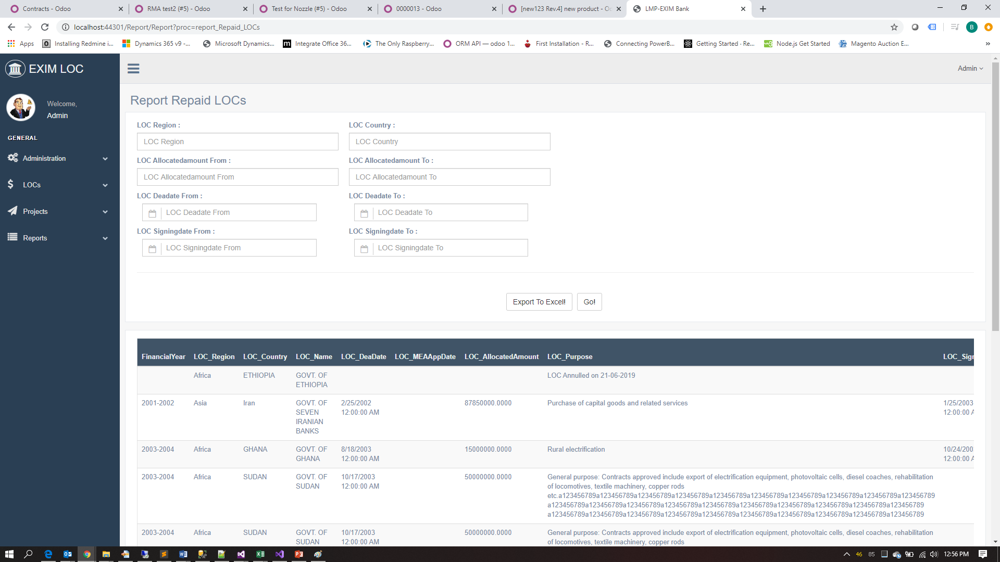 Contracts - Odoo
RMA test2 (#5) - Odoo
Test for Nozzle (#5) - Odoo
0000013 - Odoo
[new123 Rev.4] new product - Oc
LMP-EXIM Bank
localhost:44301/Report/Report?proc=report_Repaid_LOCs
B
Apps
Installing Redmine i...
Dynamics 365 v9 -...
Microsoft Dynamics...
Integrate Office 36...
The Only Raspberry...
ORM API — odoo 1...
First Installation - R...
Connecting PowerB...
Getting Started · Re...
Node.js Get Started
Magento Auction E...
EXIM LOC
Admin
Welcome,
Admin
GENERAL
Administration
LOCs
Projects
Reports
Report Repaid LOCs
LOC Region : LOC Country :
LOC Region LOC Country
LOC Allocatedamount From : LOC Allocatedamount To :
LOC Allocatedamount From LOC Allocatedamount To
LOC Deadate From : LOC Deadate To :
LOC Deadate From LOC Deadate To
LOC Signingdate From : LOC Signingdate To :
LOC Signingdate From LOC Signingdate To
Export To Excel! Go!
FinancialYear LOC_Region LOC_Country LOC_Name LOC_DeaDate LOC_MEAAppDate LOC_AllocatedAmount LOC_Purpose LOC_Sign
Africa ETHIOPIA GOVT. OF LOC Annulled on 21-06-2019
ETHIOPIA
2001-2002 Asia Iran GOVT. OF 2/25/2002 87850000.0000 Purchase of capital goods and related services 1/25/2003
SEVEN 12:00:00 AM 12:00:00 A
IRANIAN
BANKS
2003-2004 Africa GHANA GOVT. OF 8/18/2003 15000000.0000 Rural electrification 10/24/200
GHANA 12:00:00 AM 12:00:00 A
2003-2004 Africa SUDAN GOVT. OF 10/17/2003 50000000.0000 General purpose: Contracts approved include export of electrification equipment, photovoltaic cells, diesel coaches, rehabilitation
SUDAN 12:00:00 AM of locomotives, textile machinery, copper rods
etc.a123456789a123456789a123456789a123456789a123456789a123456789a123456789a123456789a123456789a123456789
a123456789a123456789a123456789a123456789a123456789a123456789a123456789a123456789a123456789a123456789
a123456789a123456789a123456789a123456789a123456789a123456789a123456789a123456789a123456789a123456789
2003-2004 Africa SUDAN GOVT. OF 10/17/2003 50000000.0000 General purpose: Contracts approved include export of electrification equipment, photovoltaic cells, diesel coaches, rehabilitation
SUDAN 12:00:00 AM of locomotives, textile machinery, copper rods
46 85 12:56 PM